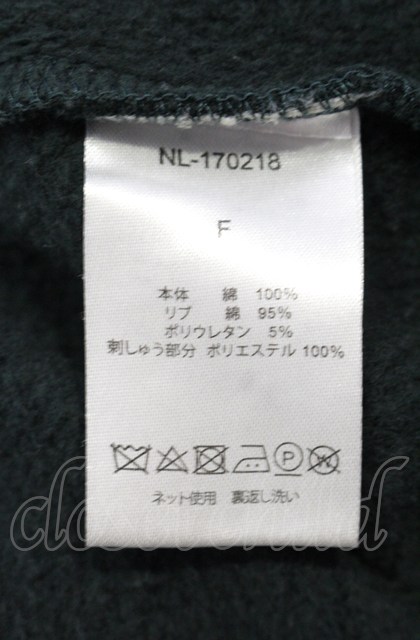 NL-170218
F
本体 綿 100%
リブ 綿 95%
ポリウレタン 5%
刺しゅう部分 ポリエステル 100%
P W
ネット使用 裏返し洗い
closetchild